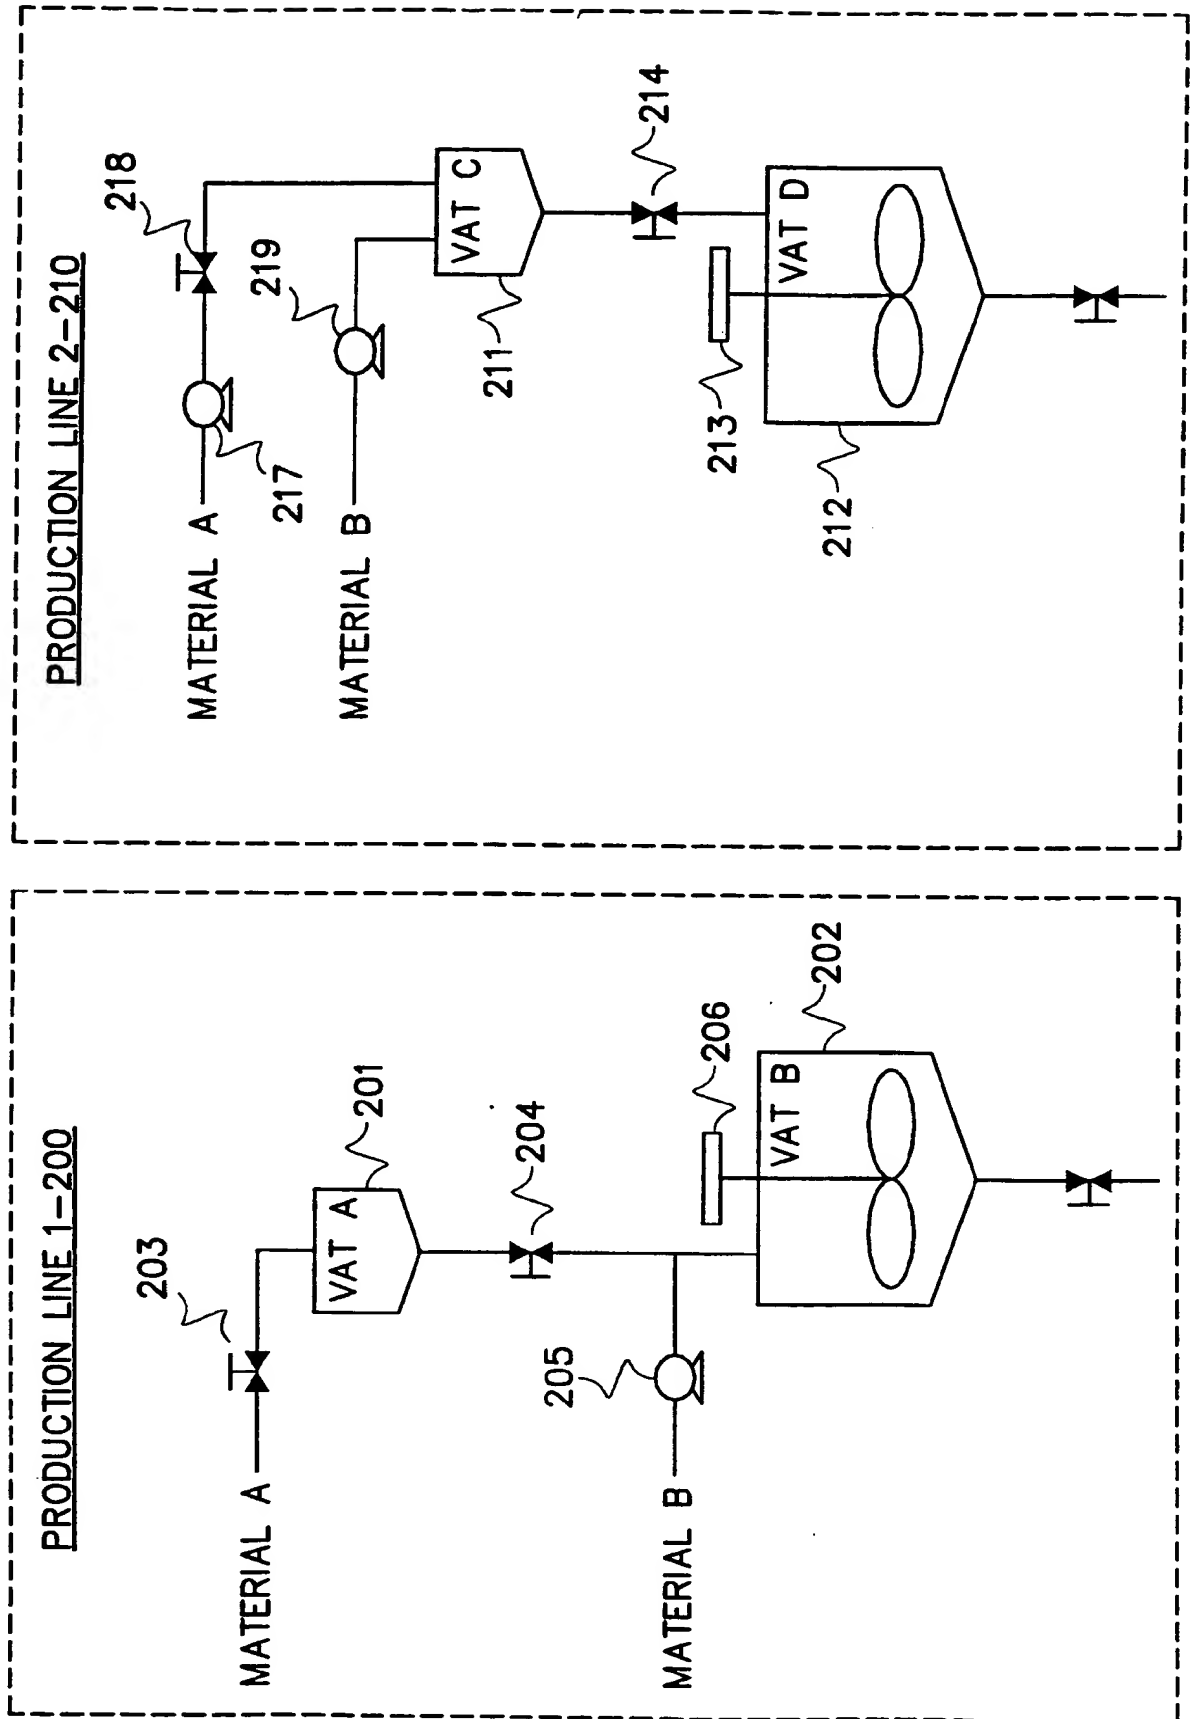 PRODUCTION LINE 1-200
MATERIAL A
203
VAT A
201
204
MATERIAL B
205
206
VAT B
202
PRODUCTION LINE 2-210
MATERIAL A
217
218
MATERIAL B
219
VAT C
211
214
213
VAT D
212